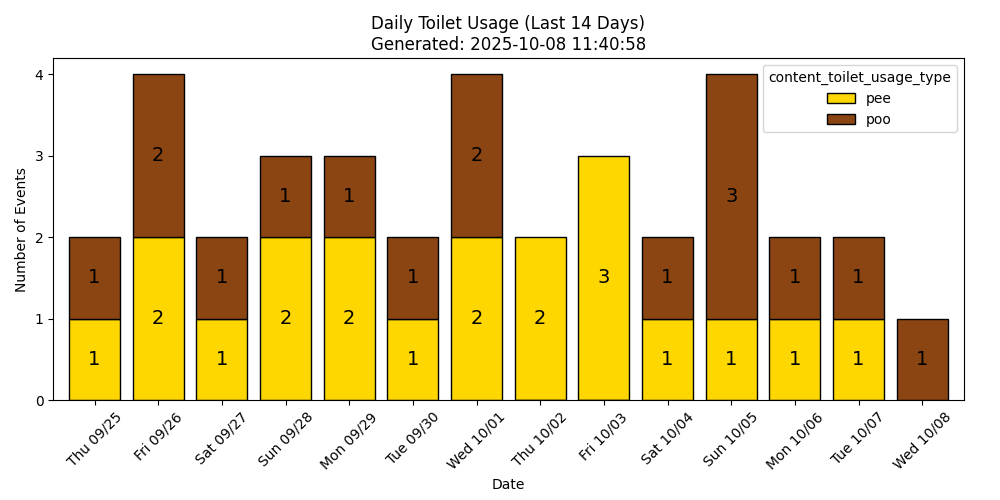 Daily Toilet Usage (Last 14 Days)
Generated: 2025-10-08 11:40:58
content_toilet_usage_type
pee
poo
Number of Events
4
3
2
1
0
2 2 3
1 1
1 1 1 1 1 1
2 2 2 2 2 3
1 1 1 1 1 1 1 1
Thu 09/25 Fri 09/26 Sat 09/27 Sun 09/28 Mon 09/29 Tue 09/30 Wed 10/01 Thu 10/02 Fri 10/03 Sat 10/04 Sun 10/05 Mon 10/06 Tue 10/07 Wed 10/08
Date